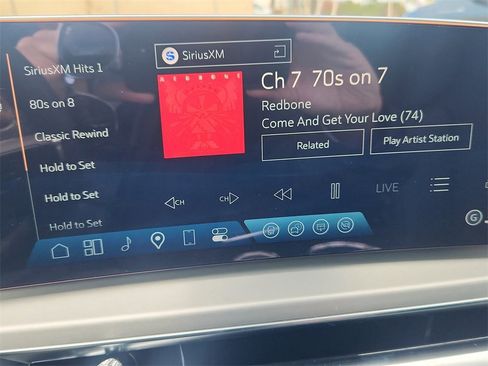 SiriusXM
SiriusXM Hits 1
80s on 8
Classic Rewind
Hold to Set
Hold to Set
Hold to Set
REDBONE
Ch 7 70s on 7
Redbone
Come And Get Your Love (74)
Related
Play Artist Station
CH
CH
LIVE
G